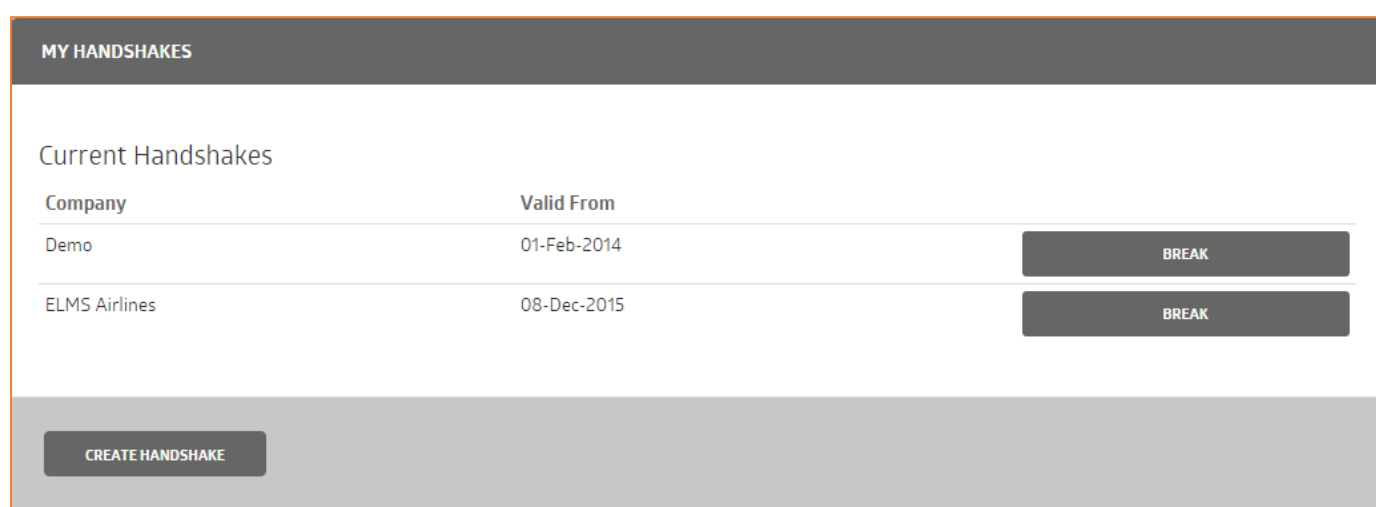 MY HANDSHAKES
Current Handshakes
Company Valid From
Demo 01-Feb-2014 BREAK
ELMS Airlines 08-Dec-2015 BREAK
CREATE HANDSHAKE